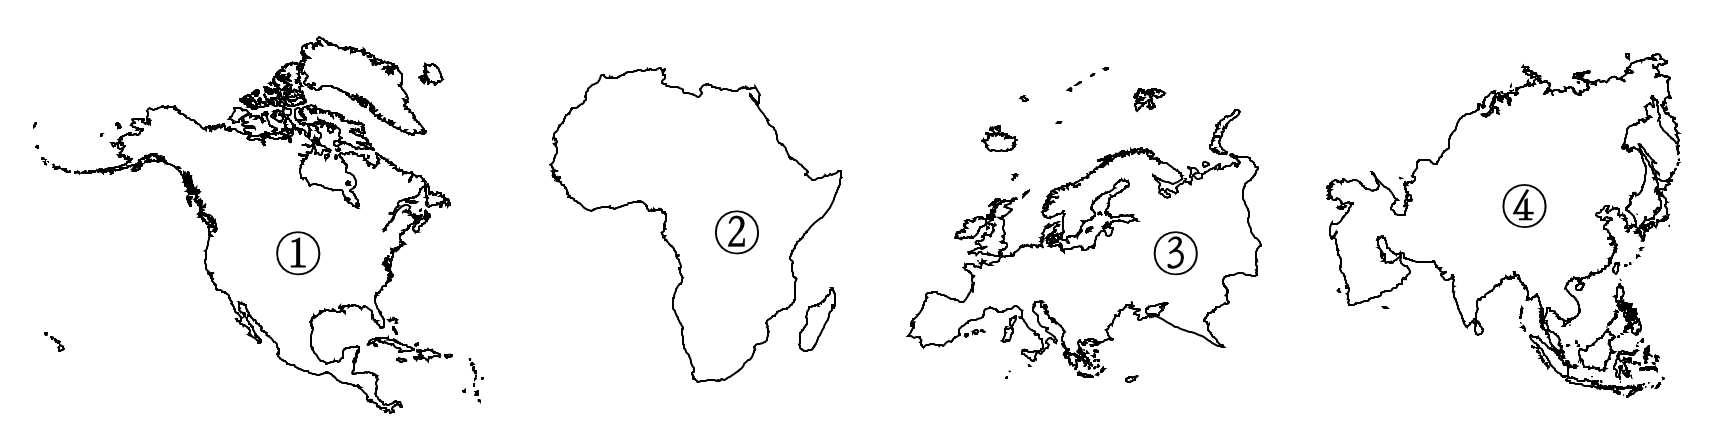 ① ② ③ ④